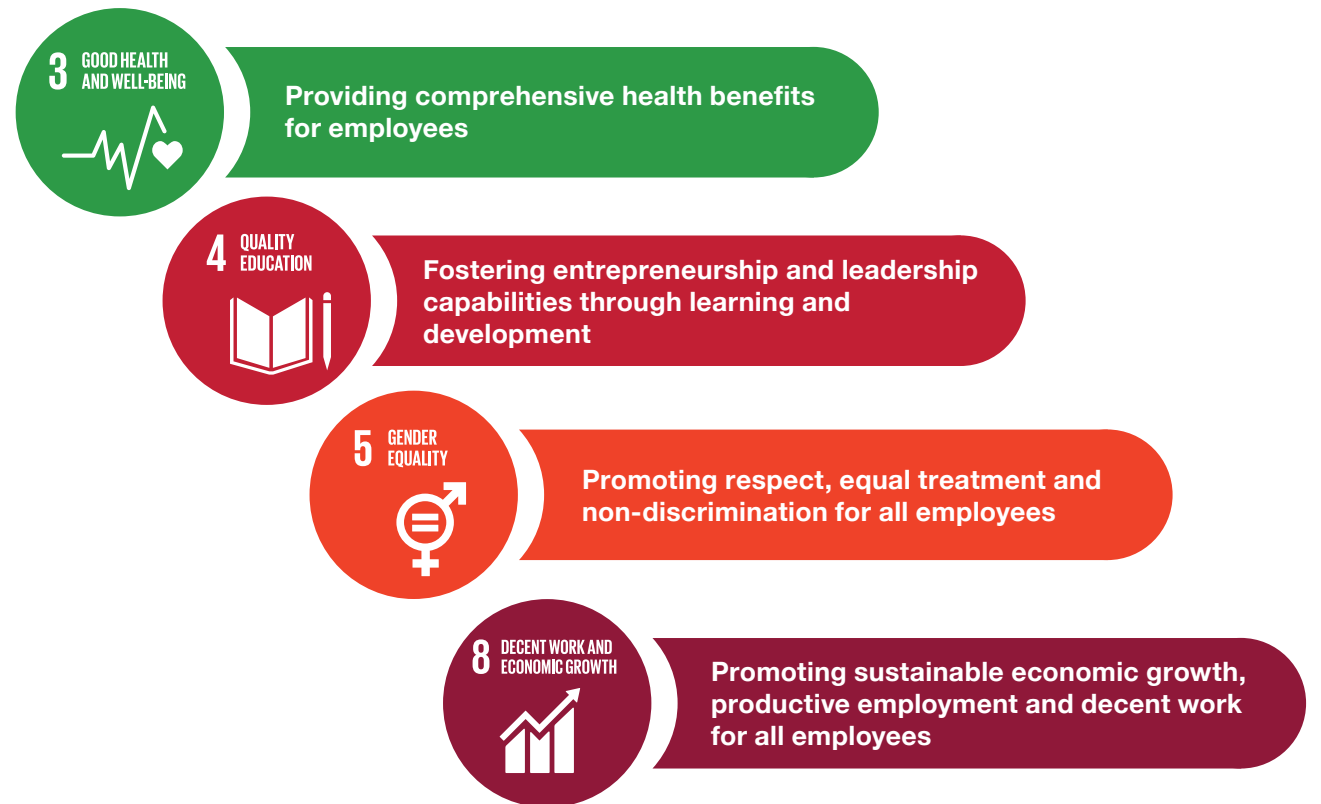 3 GOOD HEALTH
AND WELL-BEING
Providing comprehensive health benefits
for employees
4 QUALITY
EDUCATION
Fostering entrepreneurship and leadership
capabilities through learning and
development
5 GENDER
EQUALITY
Promoting respect, equal treatment and
non-discrimination for all employees
8 DECENT WORK AND
ECONOMIC GROWTH
Promoting sustainable economic growth,
productive employment and decent work
for all employees